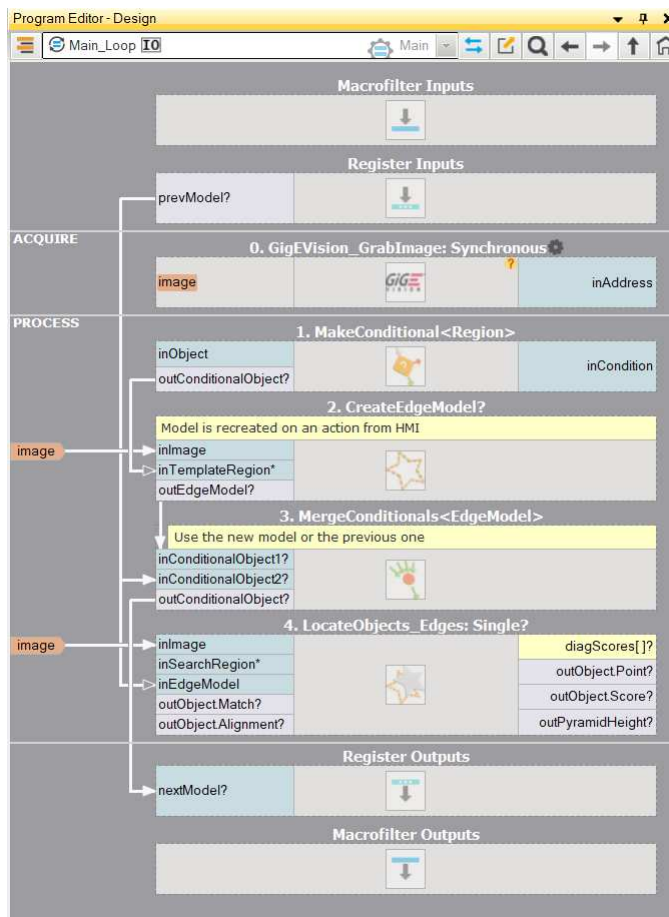 Program Editor - Design
Main_Loop IO Main
Macrofilter Inputs
Register Inputs
prevModel?
ACQUIRE
0. GigEVision_GrabImage: Synchronous
?
image GiGE inAddress
VISION
PROCESS
1. MakeConditional<Region>
inObject
inCondition
outConditionalObject?
2. CreateEdgeModel?
Model is recreated on an action from HMI
image inImage
inTemplateRegion*
outEdgeModel?
3. MergeConditionals<EdgeModel>
Use the new model or the previous one
inConditionalObject1?
inConditionalObject2?
outConditionalObject?
4. LocateObjects_Edges: Single?
image inImage diagScores[]?
inSearchRegion* outObject.Point?
inEdgeModel outObject.Score?
outObject.Match?
outObject.Alignment? outPyramidHeight?
Register Outputs
nextModel?
Macrofilter Outputs